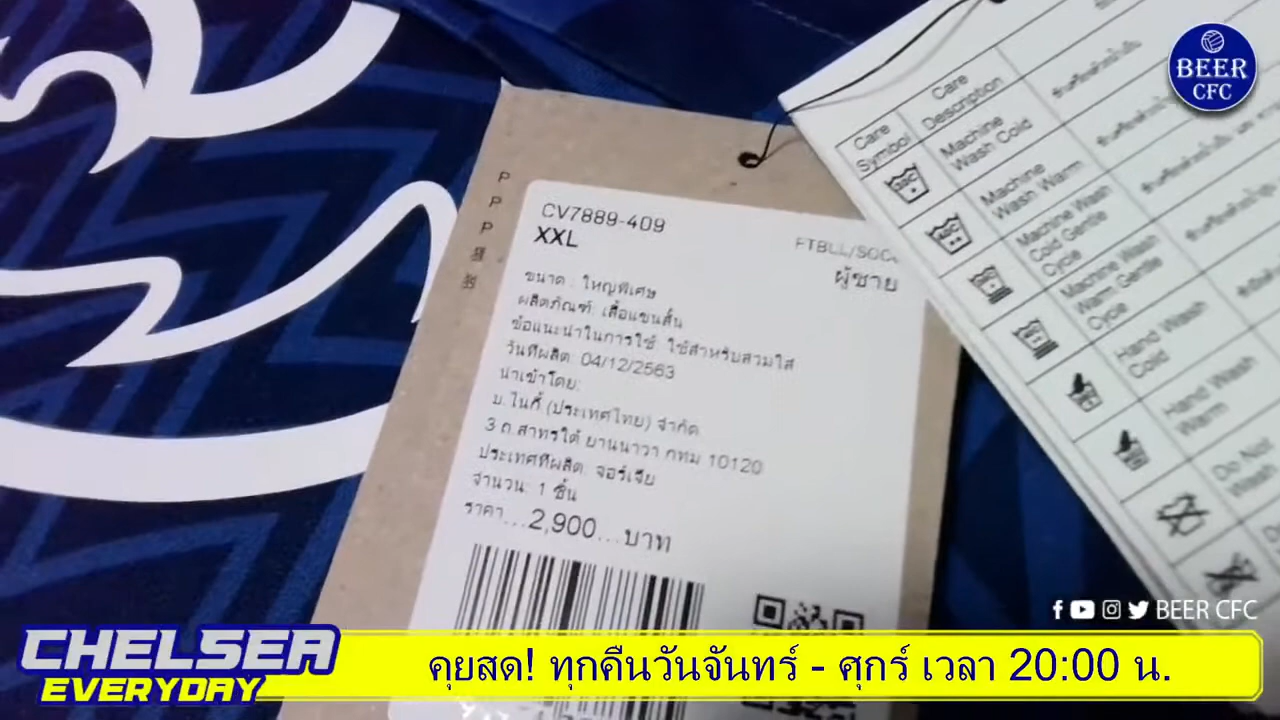 BEER
CFC
P
P
P
CV7889-409
XXL
FTBLL/SOC
ผู้ชาย
ขนาด : ใหญ่พิเศษ
ผลิตภัณฑ์: เสื้อแขนสั้น
ข้อแนะนำในการใช้: ใช้สำหรับสวมใส่
วันที่ผลิต: 04/12/2563
นำเข้าโดย:
บ.ไนกี้ (ประเทศไทย) จำกัด
3 ถ.สาทรใต้ ยานนาวา กทม 10120
ประเทศที่ผลิต: จอร์เจีย
จำนวน: 1 ชิ้น
ราคา...2,900...บาท
Care Symbol
Care Description
Machine Wash Cold
Machine Wash Warm
Machine Wash Cold Gentle Cycle
Machine Wash Warm Gentle Cycle
Hand Wash Cold
Hand Wash Warm
Do Not Wash
BEER CFC
CHELSEA
EVERYDAY
คุยสด! ทุกคืนวันจันทร์ - ศุกร์ เวลา 20:00 น.